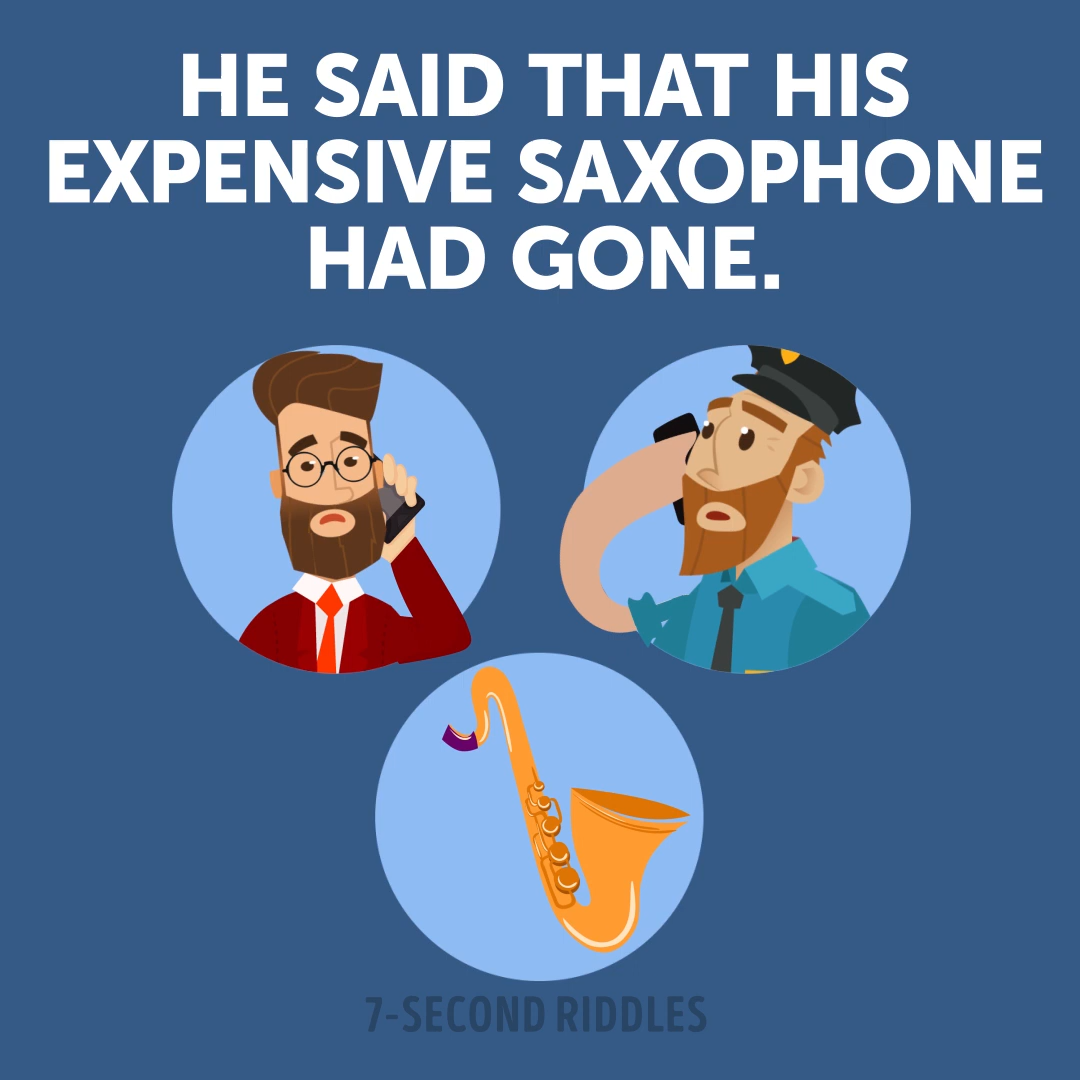 HE SAID THAT HIS
EXPENSIVE SAXOPHONE
HAD GONE.
7-SECOND RIDDLES